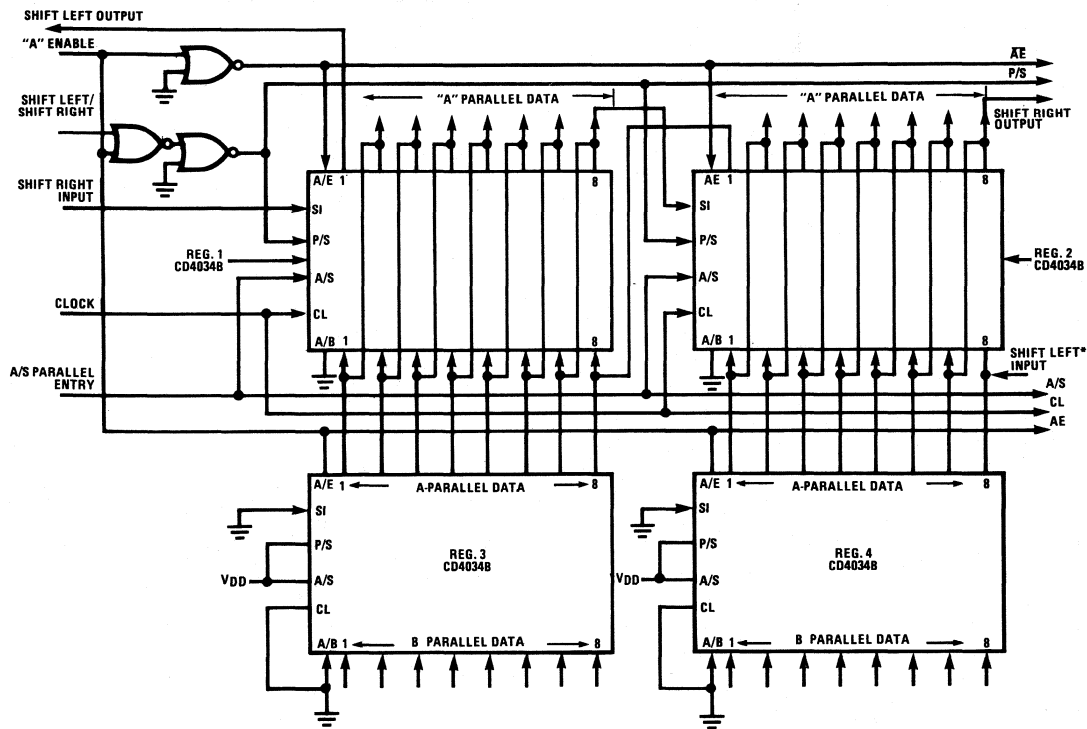 SHIFT LEFT OUTPUT
"A" ENABLE
AE
P/S
SHIFT LEFT/
SHIFT RIGHT
"A" PARALLEL DATA
"A" PARALLEL DATA
SHIFT RIGHT
OUTPUT
SHIFT RIGHT
INPUT
A/E 1 8
SI
P/S
A/S
CL
A/B 1 8
REG. 1
CD4034B
AE 1 8
SI
P/S
A/S
CL
A/B 1 8
REG. 2
CD4034B
CLOCK
A/S PARALLEL
ENTRY
SHIFT LEFT*
INPUT
A/S
CL
AE
A/E 1 A-PARALLEL DATA 8
SI
P/S
A/S
CL
REG. 3
CD4034B
VDD
A/B 1 B PARALLEL DATA 8
A/E 1 A-PARALLEL DATA 8
SI
P/S
A/S
CL
REG. 4
CD4034B
VDD
A/B 1 B PARALLEL DATA 8